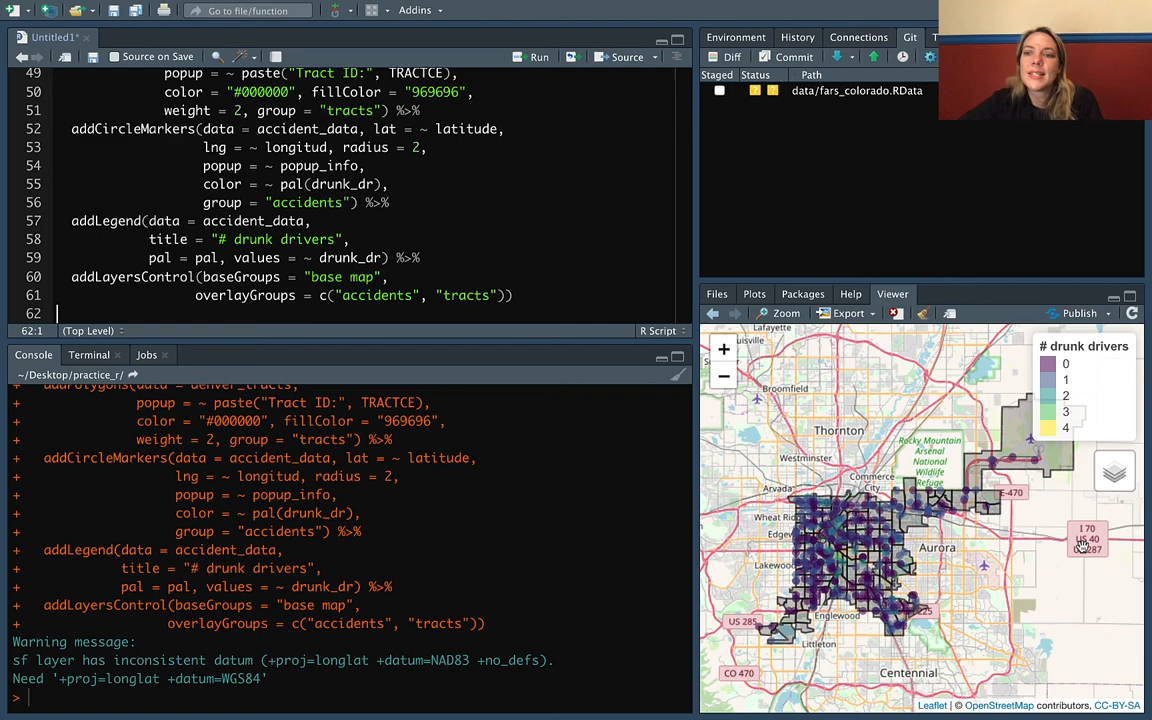 Go to file/function
Addins
Untitled1*
Source on Save
Run
Source
49 popup = ~ paste("Tract ID:", TRACTCE),
50 color = "#000000", fillColor = "969696",
51 weight = 2, group = "tracts") %>%
52 addCircleMarkers(data = accident_data, lat = ~ latitude,
53 lng = ~ longitud, radius = 2,
54 popup = ~ popup_info,
55 color = ~ pal(drunk_dr),
56 group = "accidents") %>%
57 addLegend(data = accident_data,
58 title = "# drunk drivers",
59 pal = pal, values = ~ drunk_dr) %>%
60 addLayersControl(baseGroups = "base map",
61 overlayGroups = c("accidents", "tracts"))
62
62:1 (Top Level) R Script
Console Terminal Jobs
~/Desktop/practice_r/
+ addPolygons(data = denver_tracts,
+ popup = ~ paste("Tract ID:", TRACTCE),
+ color = "#000000", fillColor = "969696",
+ weight = 2, group = "tracts") %>%
+ addCircleMarkers(data = accident_data, lat = ~ latitude,
+ lng = ~ longitud, radius = 2,
+ popup = ~ popup_info,
+ color = ~ pal(drunk_dr),
+ group = "accidents") %>%
+ addLegend(data = accident_data,
+ title = "# drunk drivers",
+ pal = pal, values = ~ drunk_dr) %>%
+ addLayersControl(baseGroups = "base map",
+ overlayGroups = c("accidents", "tracts"))
Warning message:
sf layer has inconsistent datum (+proj=longlat +datum=NAD83 +no_defs).
Need '+proj=longlat +datum=WGS84'
>
Environment History Connections Git
Diff Commit
Staged Status Path
data/fars_colorado.RData
Files Plots Packages Help Viewer
Zoom Export Publish
Lafayette
Broomfield
Thornton
Westminster
Rocky Mountain
Arsenal
National
Wildlife
Refuge
Commerce
City
Arvada
Wheat Rid
Edgew
Lakewood
Aurora
Englewood
Littleton
Centennial
E-470
I 70
US 40
US 285
CO 470
+
−
# drunk drivers
0
1
2
3
4
Leaflet | © OpenStreetMap contributors, CC-BY-SA